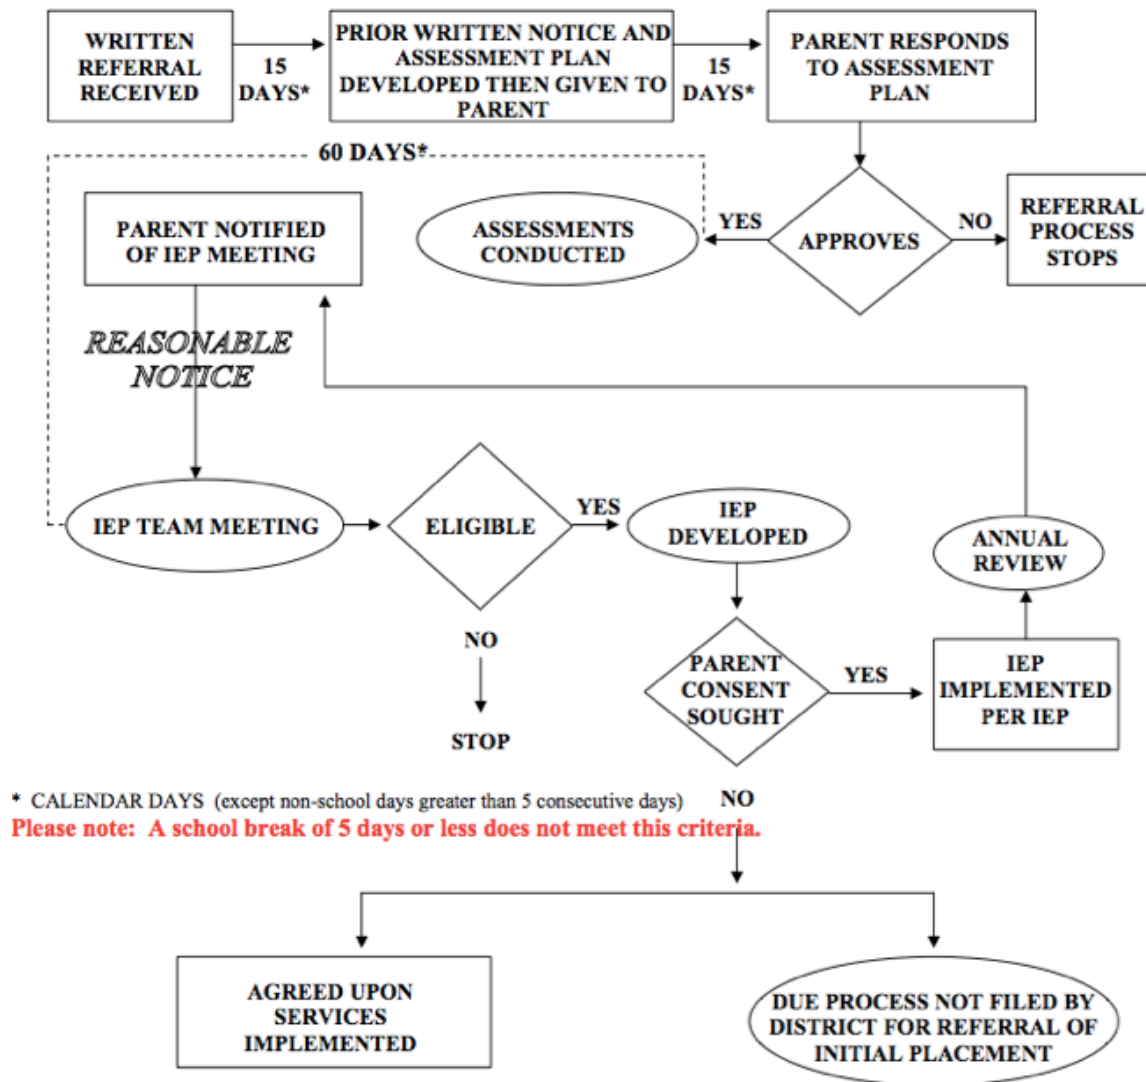 WRITTEN
REFERRAL
RECEIVED
15
DAYS*
PRIOR WRITTEN NOTICE AND
ASSESSMENT PLAN
DEVELOPED THEN GIVEN TO
PARENT
15
DAYS*
PARENT RESPONDS
TO ASSESSMENT
PLAN
60 DAYS*
PARENT NOTIFIED
OF IEP MEETING
ASSESSMENTS
CONDUCTED
YES
APPROVES
NO
REFERRAL
PROCESS
STOPS
REASONABLE
NOTICE
IEP TEAM MEETING
ELIGIBLE
YES
IEP
DEVELOPED
ANNUAL
REVIEW
NO
STOP
PARENT
CONSENT
SOUGHT
YES
IEP
IMPLEMENTED
PER IEP
* CALENDAR DAYS (except non-school days greater than 5 consecutive days)
NO
Please note: A school break of 5 days or less does not meet this criteria.
AGREED UPON
SERVICES
IMPLEMENTED
DUE PROCESS NOT FILED BY
DISTRICT FOR REFERRAL OF
INITIAL PLACEMENT